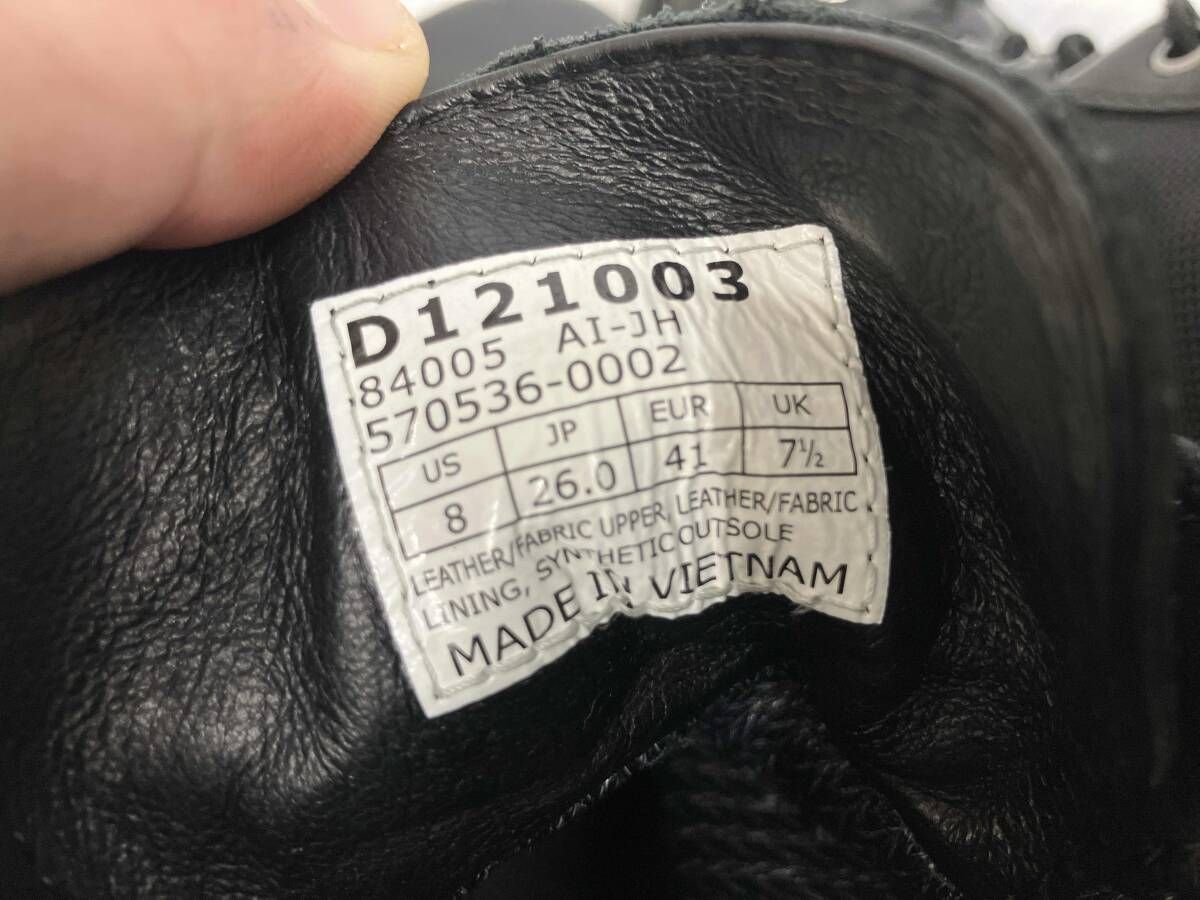 D121003
84005 AI-JH
570536-0002
US JP EUR UK
8 26.0 41 7½
LEATHER/FABRIC UPPER, LEATHER/FABRIC
LINING, SYNTHETIC OUTSOLE
MADE IN VIETNAM